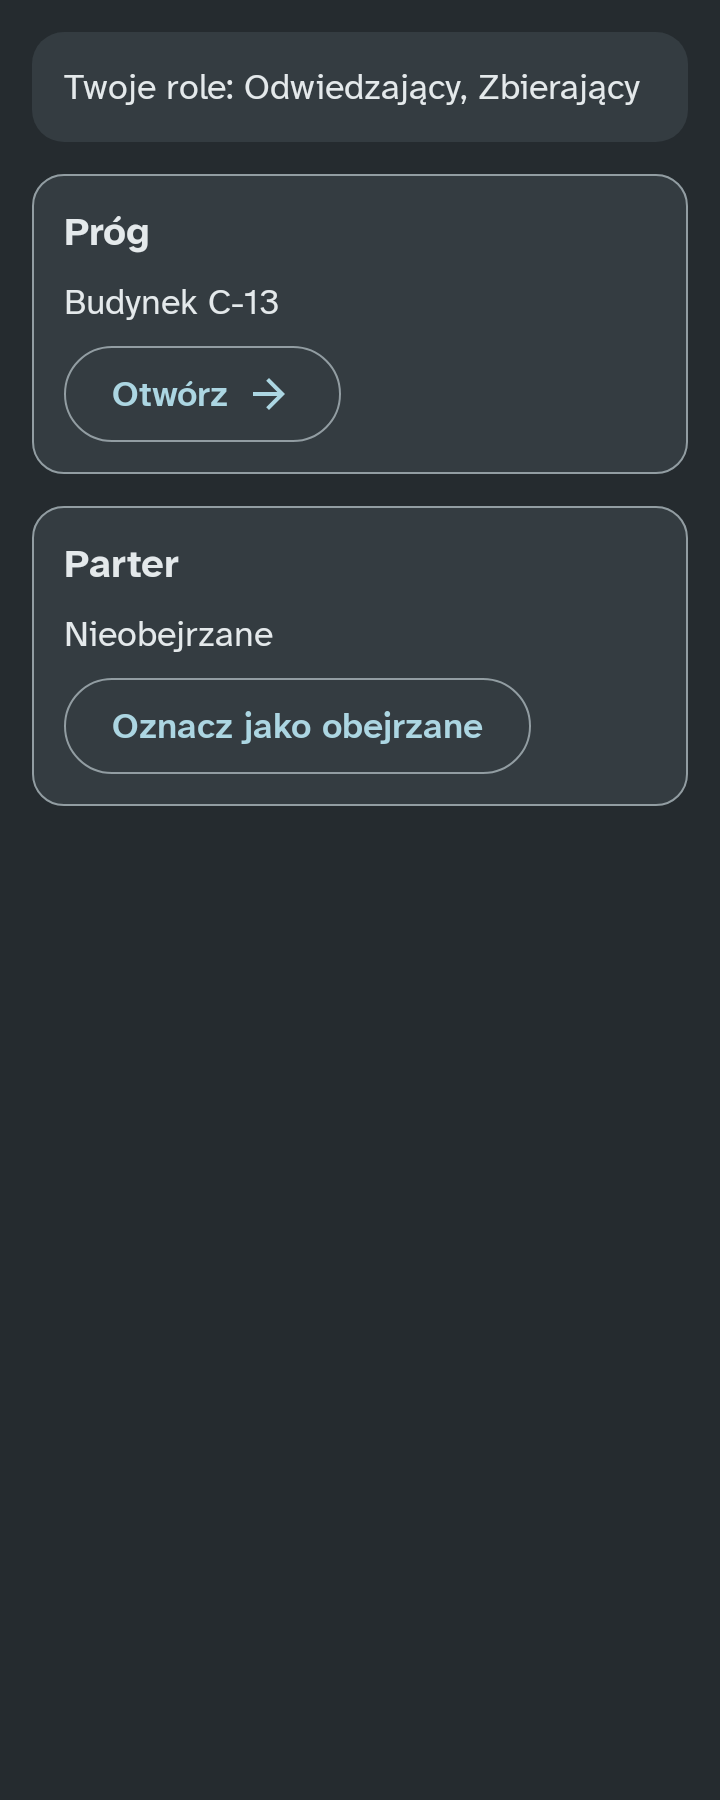 Twoje role: Odwiedzający, Zbierający
Próg
Budynek C-13
Otwórz
Parter
Nieobejrzane
Oznacz jako obejrzane